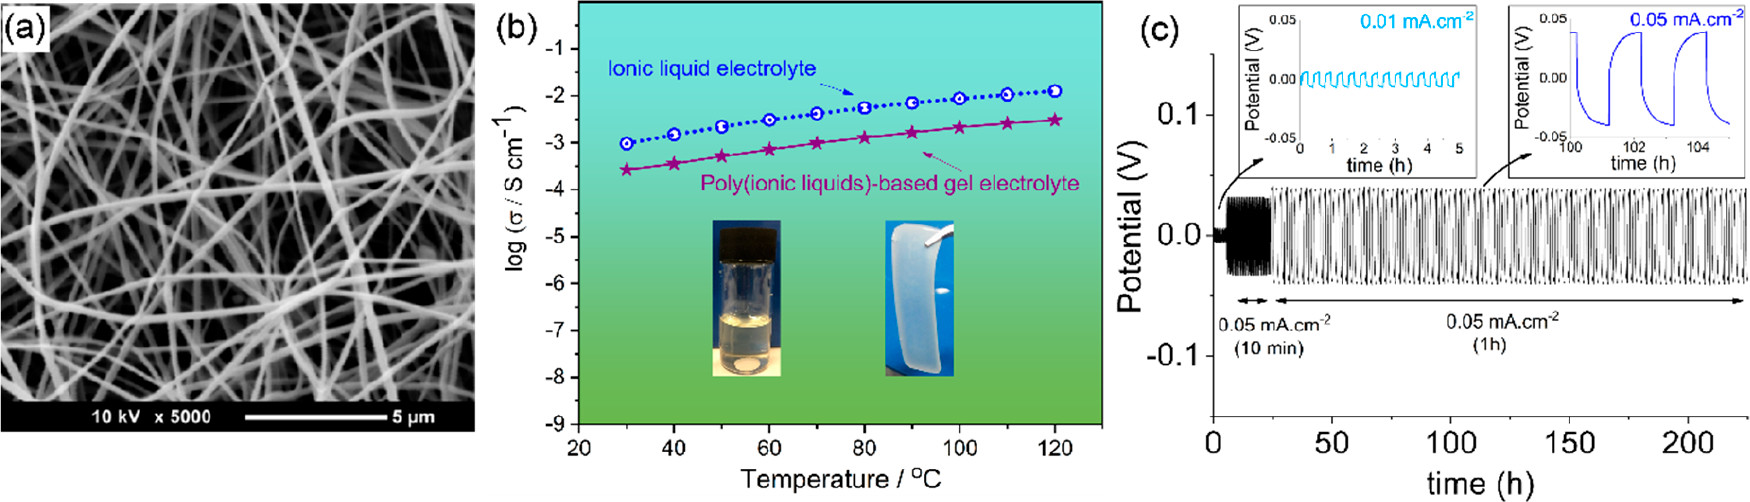 (a)
10 kV x 5000 5 µm
(b)
log (σ / S cm⁻¹)
-1
-2
-3
-4
-5
-6
-7
-8
-9
Ionic liquid electrolyte
Poly(ionic liquids)-based gel electrolyte
20 40 60 80 100 120
Temperature / ⁰C
(c)
Potential (V)
0.1
0.0
-0.1
0.01 mA.cm⁻²
Potential (V)
0.05
0.00
-0.05
0 1 2 3 4 5
time (h)
0.05 mA.cm⁻²
Potential (V)
0.05
0.00
-0.05
100 102 104
time (h)
0.05 mA.cm⁻²
(10 min)
0.05 mA.cm⁻²
(1h)
0 50 100 150 200
time (h)